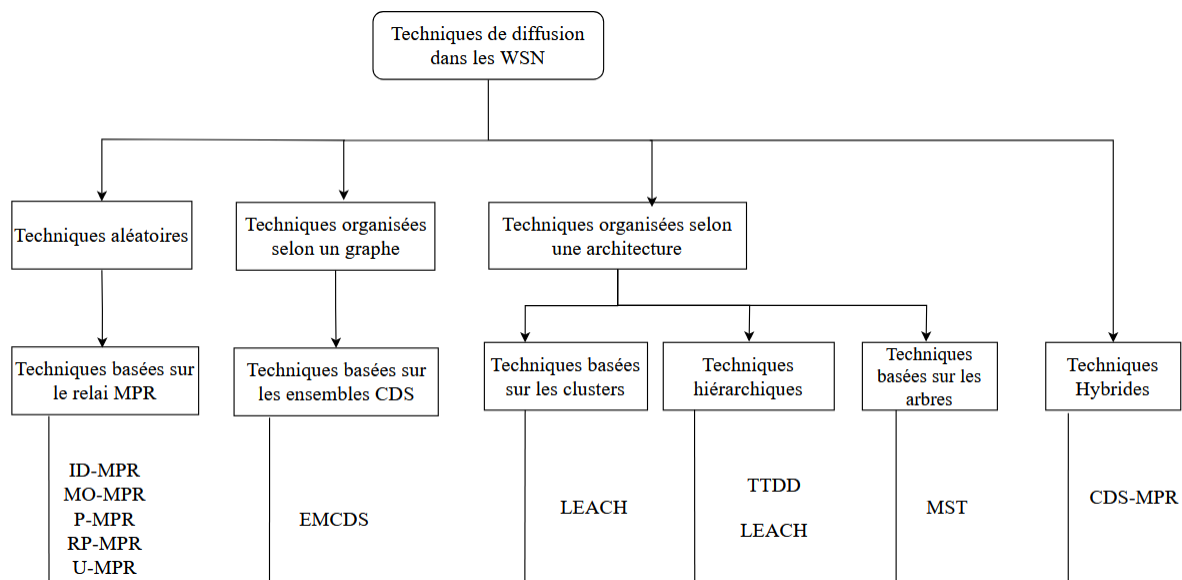 Techniques de diffusion
dans les WSN
Techniques aléatoires
Techniques organisées
selon un graphe
Techniques organisées selon
une architecture
Techniques basées sur
le relai MPR
Techniques basées sur
les ensembles CDS
Techniques basées
sur les clusters
Techniques
hiérarchiques
Techniques
basées sur les
arbres
Techniques
Hybrides
ID-MPR
MO-MPR
P-MPR
RP-MPR
U-MPR
EMCDS
LEACH
TTDD
LEACH
MST
CDS-MPR